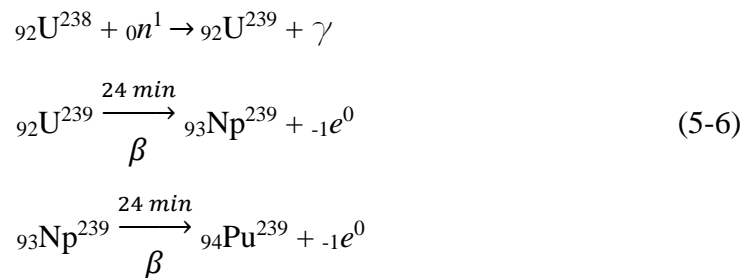 ₉₂U²³⁸ + ₀n¹ → ₉₂U²³⁹ + γ
24 min
₉₂U²³⁹ → ₉₃Np²³⁹ + ₋₁e⁰ (5-6)
β
24 min
₉₃Np²³⁹ → ₉₄Pu²³⁹ + ₋₁e⁰
β